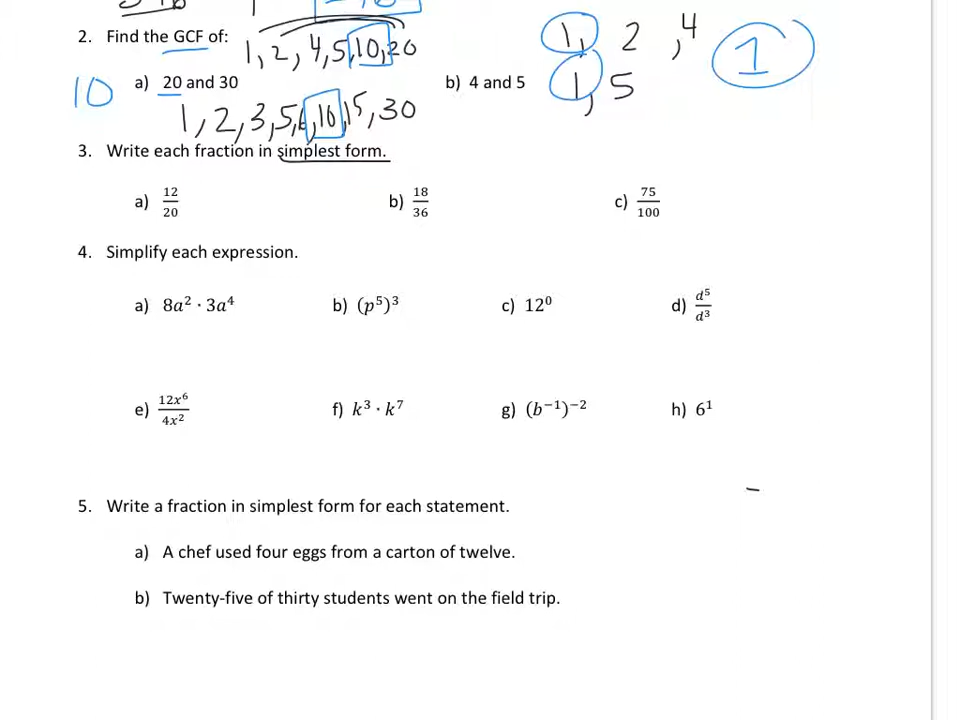 2. Find the GCF of:
1, 2, 4, 5, 10, 20
1, 2, 4
1
10 a) 20 and 30
b) 4 and 5
1, 5
1, 2, 3, 5, 6, 10, 15, 30
3. Write each fraction in simplest form.
a) 12/20 b) 18/36 c) 75/100
4. Simplify each expression.
a) 8a² · 3a⁴ b) (p⁵)³ c) 12⁰ d) d⁵/d³
e) 12x⁶/4x² f) k³ · k⁷ g) (b⁻¹)⁻² h) 6¹
5. Write a fraction in simplest form for each statement.
a) A chef used four eggs from a carton of twelve.
b) Twenty-five of thirty students went on the field trip.